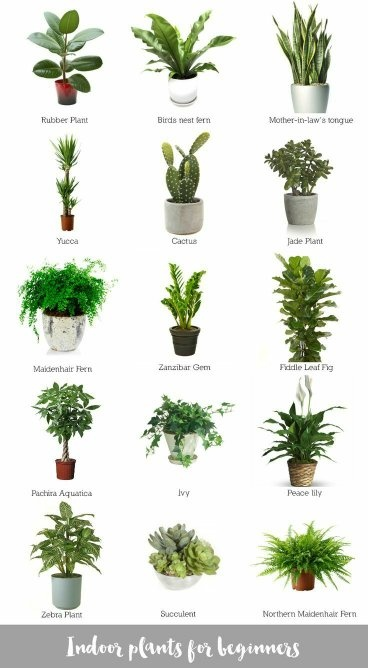 Rubber Plant
Birds nest fern
Mother-in-law's tongue
Yucca
Cactus
Jade Plant
Maidenhair Fern
Zanzibar Gem
Fiddle Leaf Fig
Pachira Aquatica
Ivy
Peace lily
Zebra Plant
Succulent
Northern Maidenhair Fern
Indoor plants for beginners